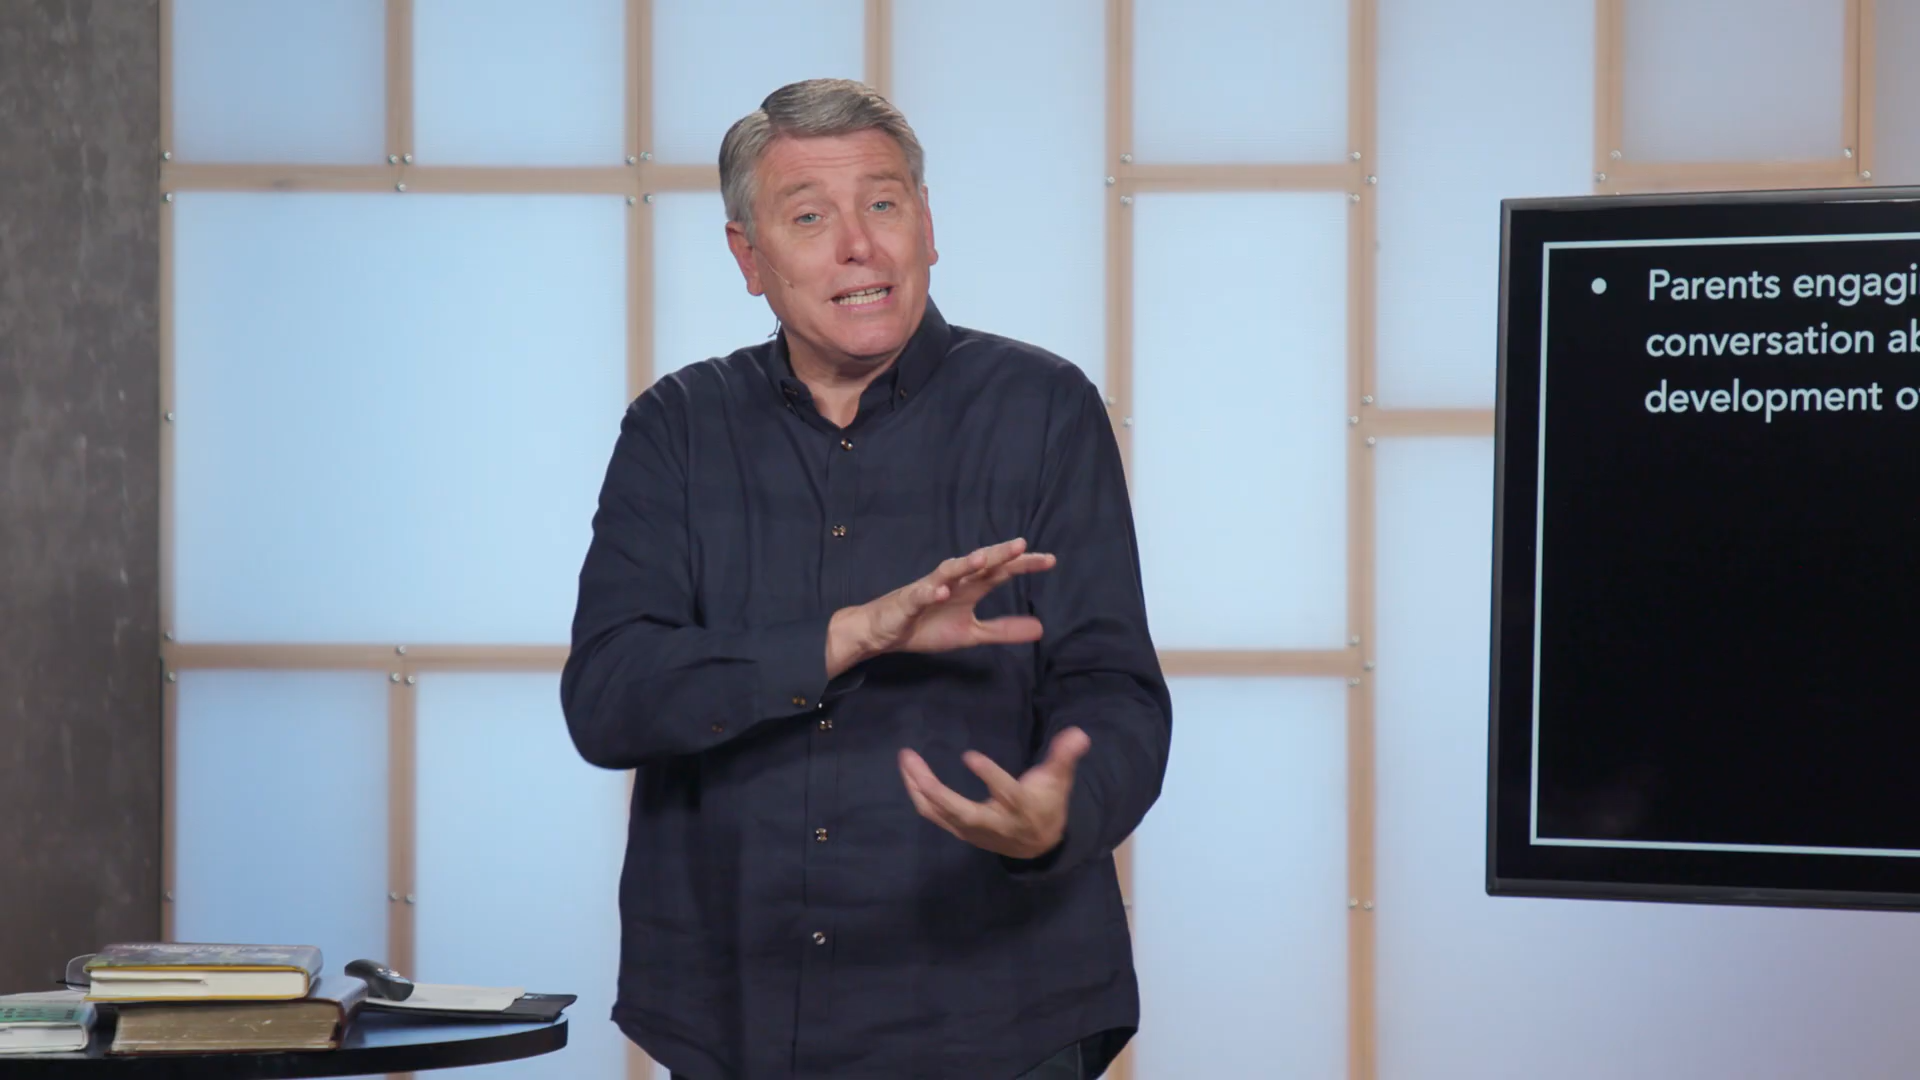 • Parents engagi
conversation ab
development o